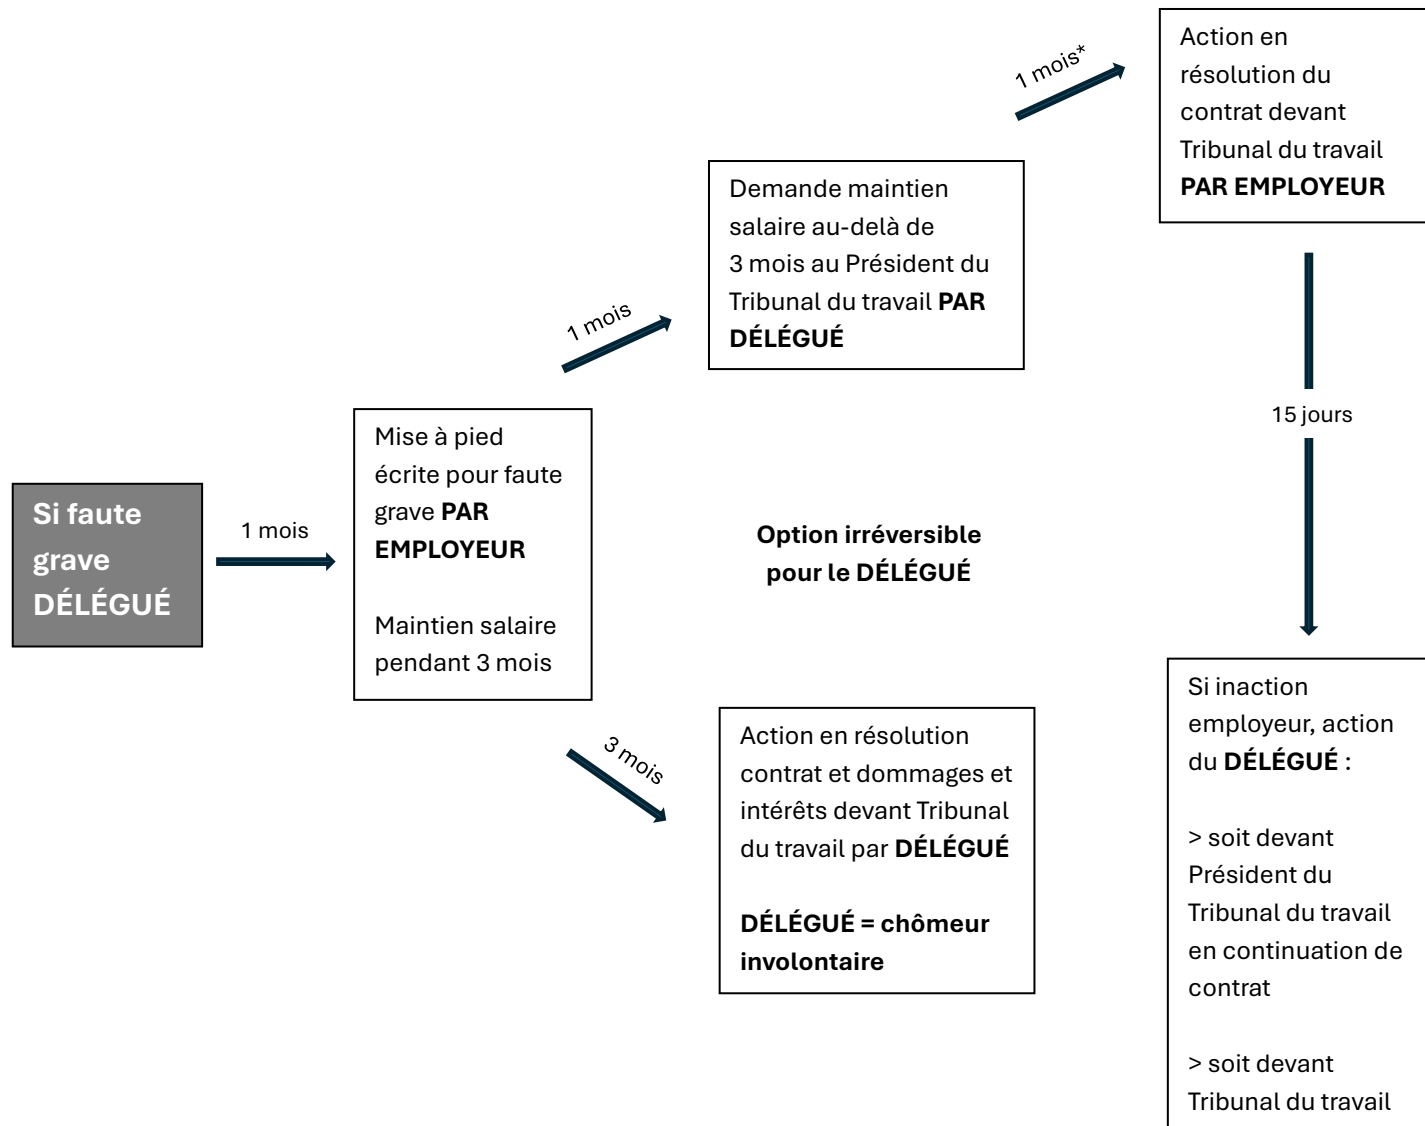 Si faute
grave
DÉLÉGUÉ
1 mois
Mise à pied
écrite pour faute
grave PAR
EMPLOYEUR
Maintien salaire
pendant 3 mois
1 mois
Demande maintien
salaire au-delà de
3 mois au Président du
Tribunal du travail PAR
DÉLÉGUÉ
1 mois*
Action en
résolution du
contrat devant
Tribunal du travail
PAR EMPLOYEUR
15 jours
Si inaction
employeur, action
du DÉLÉGUÉ :
> soit devant
Président du
Tribunal du travail
en continuation de
contrat
> soit devant
Tribunal du travail
Option irréversible
pour le DÉLÉGUÉ
3 mois
Action en résolution
contrat et dommages et
intérêts devant Tribunal
du travail par DÉLÉGUÉ
DÉLÉGUÉ = chômeur
involontaire